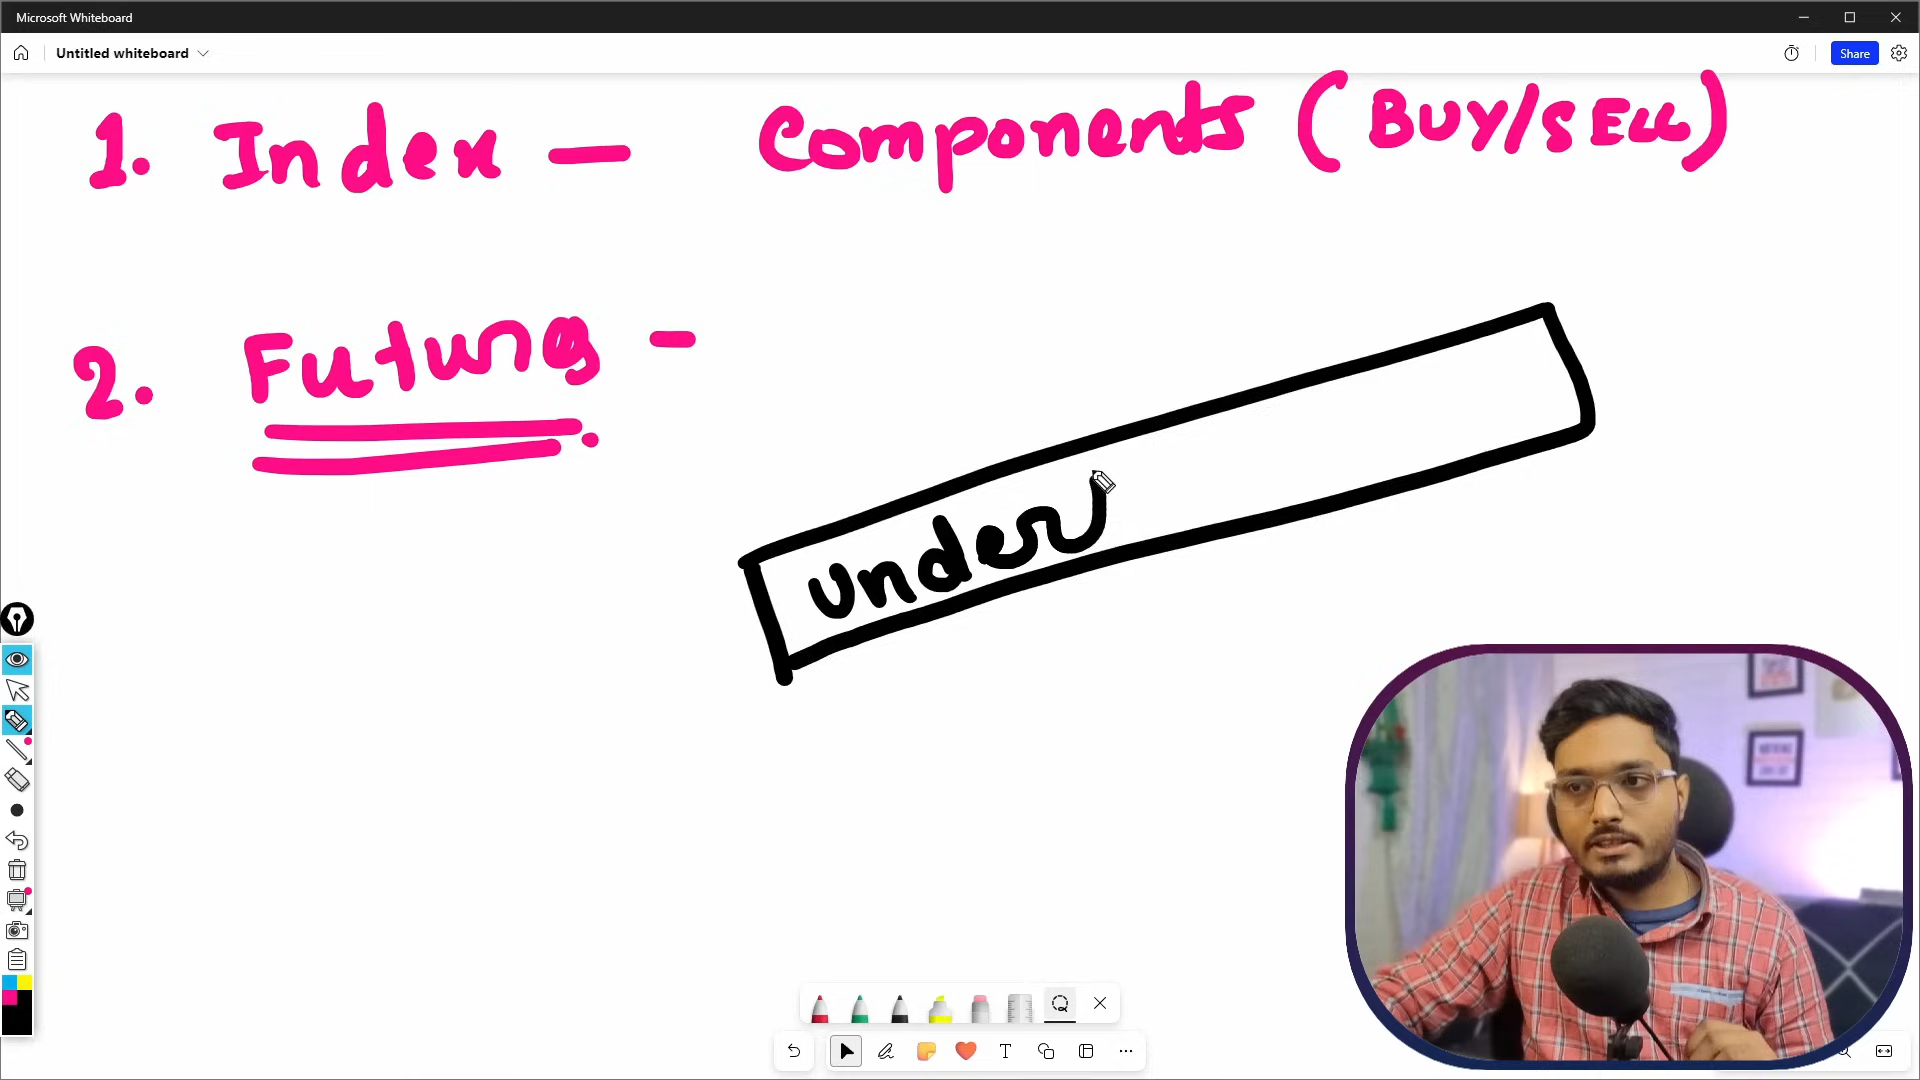 Microsoft Whiteboard
Untitled whiteboard
Share
1. Index — Components (BUY/SELL)
2. Futures -
Under
T